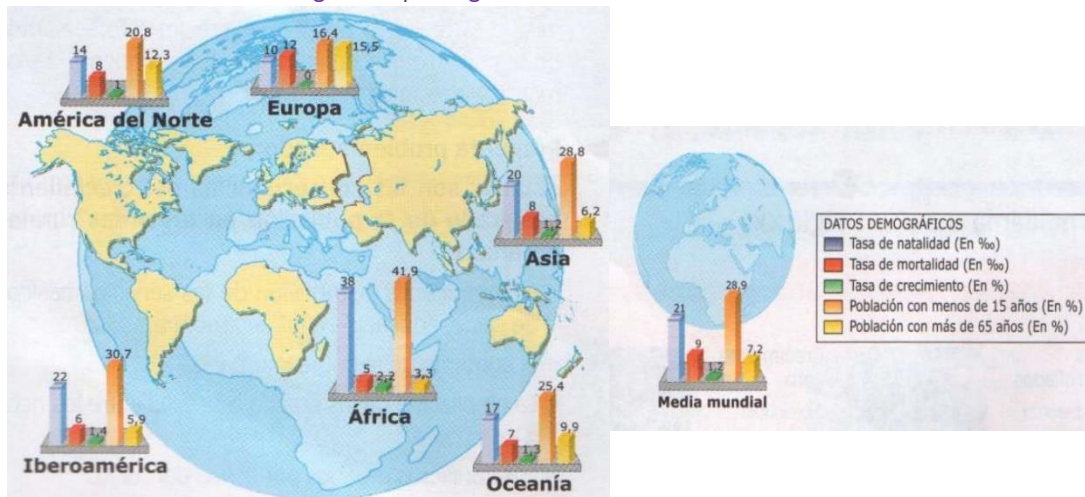 14
8
1
20,8
12,3
América del Norte
10
12
0
16,4
15,5
Europa
20
8
1,2
28,8
6,2
Asia
38
5
2,2
41,9
3,3
África
22
6
1,4
30,7
5,9
Iberoamérica
17
7
1,3
25,4
9,9
Oceanía
21
9
1,2
28,9
7,2
Media mundial
DATOS DEMOGRÁFICOS
Tasa de natalidad (En ‰)
Tasa de mortalidad (En ‰)
Tasa de crecimiento (En %)
Población con menos de 15 años (En %)
Población con más de 65 años (En %)